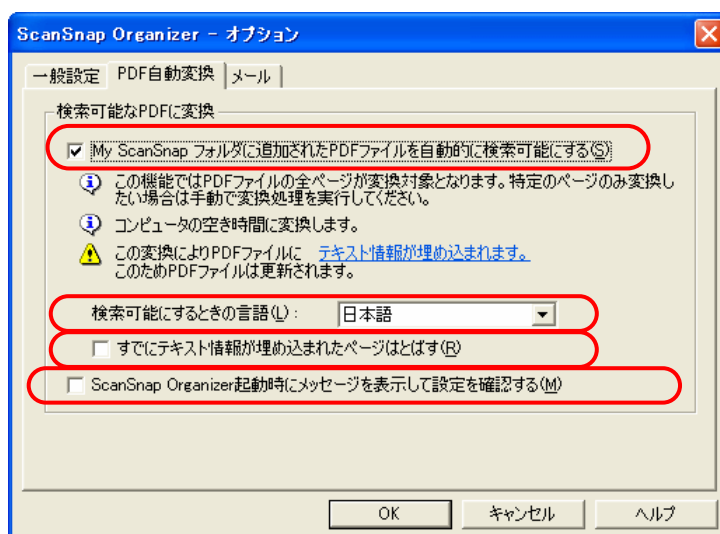 ScanSnap Organizer - オプション
一般設定 PDF自動変換 メール
検索可能なPDFに変換
My ScanSnap フォルダに追加されたPDFファイルを自動的に検索可能にする(S)
この機能ではPDFファイルの全ページが変換対象となります。特定のページのみ変換し
たい場合は手動で変換処理を実行してください。
コンピュータの空き時間に変換します。
この変換によりPDFファイルに テキスト情報が埋め込まれます。
このためPDFファイルは更新されます。
検索可能にするときの言語(L): 日本語
すでにテキスト情報が埋め込まれたページはとばす(R)
ScanSnap Organizer起動時にメッセージを表示して設定を確認する(M)
OK キャンセル ヘルプ